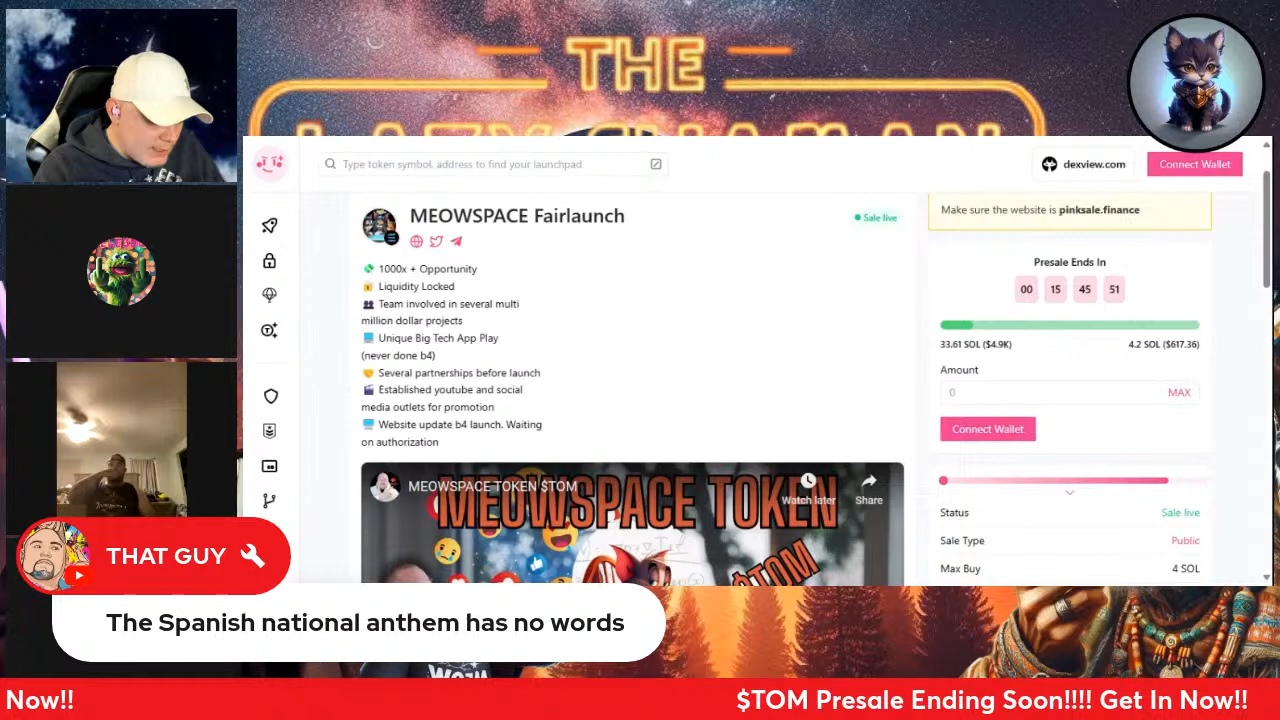 THE
LAZY SHAMAN
Type token symbol, address to find your launchpad
dexview.com
Connect Wallet
MEOWSPACE Fairlaunch
Sale live
Make sure the website is pinksale.finance
1000x + Opportunity
Liquidity Locked
Team involved in several multi
million dollar projects
Unique Big Tech App Play
(never done b4)
Several partnerships before launch
Established youtube and social
media outlets for promotion
Website update b4 launch. Waiting
on authorization
Presale Ends In
00 15 45 51
33.61 SOL ($4.9K) 4.2 SOL ($617.36)
Amount
0 MAX
Connect Wallet
Status Sale live
Sale Type Public
Max Buy 4 SOL
MEOWSPACE TOKEN $TOM
Watch later
Share
MEOWSPACE TOKEN
$TOM
THAT GUY
The Spanish national anthem has no words
Now!! $TOM Presale Ending Soon!!!! Get In Now!!